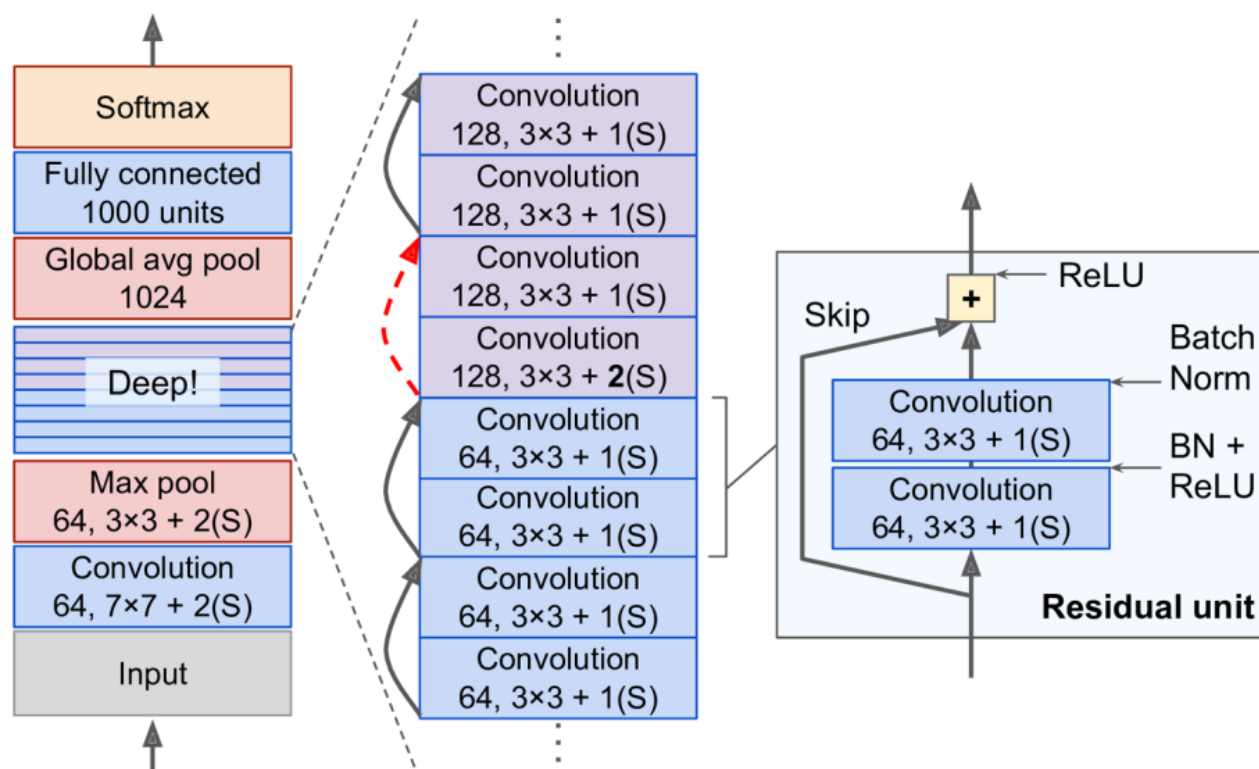 Softmax
Fully connected
1000 units
Global avg pool
1024
Deep!
Max pool
64, 3×3 + 2(S)
Convolution
64, 7×7 + 2(S)
Input
Convolution
128, 3×3 + 1(S)
Convolution
128, 3×3 + 1(S)
Convolution
128, 3×3 + 1(S)
Convolution
128, 3×3 + 2(S)
Convolution
64, 3×3 + 1(S)
Convolution
64, 3×3 + 1(S)
Convolution
64, 3×3 + 1(S)
Convolution
64, 3×3 + 1(S)
+
ReLU
Skip
Batch
Norm
Convolution
64, 3×3 + 1(S)
BN +
ReLU
Convolution
64, 3×3 + 1(S)
Residual unit